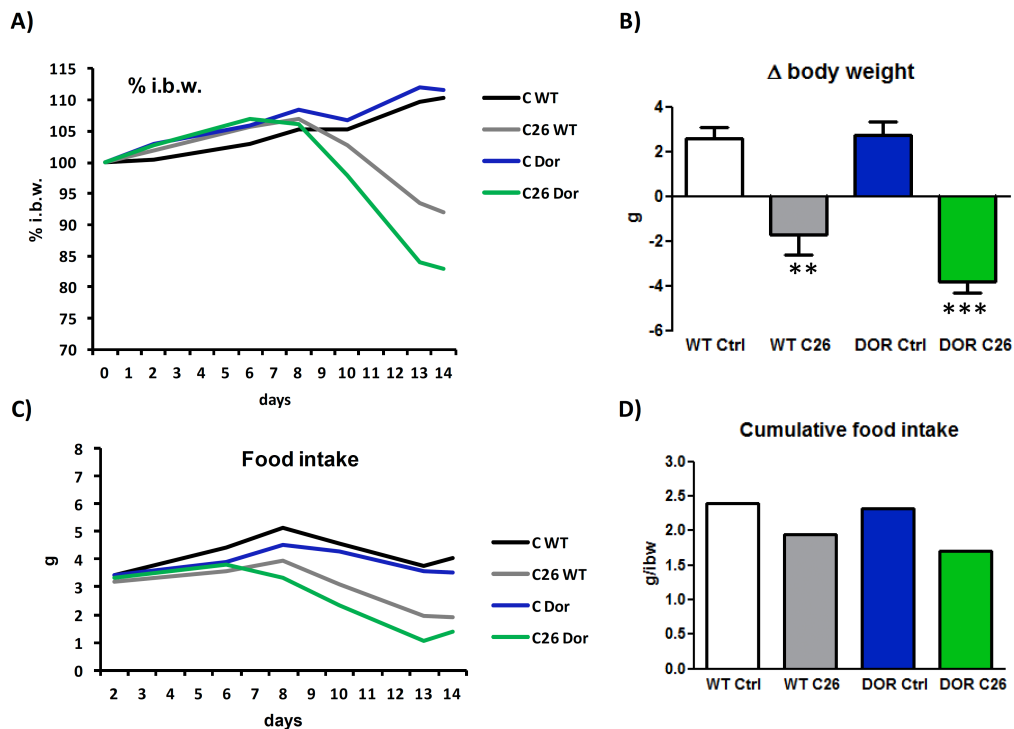 A)
% i.b.w.
115
110
105
100
95
90
85
80
75
70
% i.b.w.
0 1 2 3 4 5 6 7 8 9 10 11 12 13 14
days
C WT
C26 WT
C Dor
C26 Dor
B)
Δ body weight
4
2
0
-2
-4
-6
g
**
***
WT Ctrl WT C26 DOR Ctrl DOR C26
C)
Food intake
8
7
6
5
4
3
2
1
0
g
2 3 4 5 6 7 8 9 10 11 12 13 14
days
C WT
C26 WT
C Dor
C26 Dor
D)
Cumulative food intake
3.0
2.5
2.0
1.5
1.0
0.5
0.0
g/ibw
WT Ctrl WT C26 DOR Ctrl DOR C26